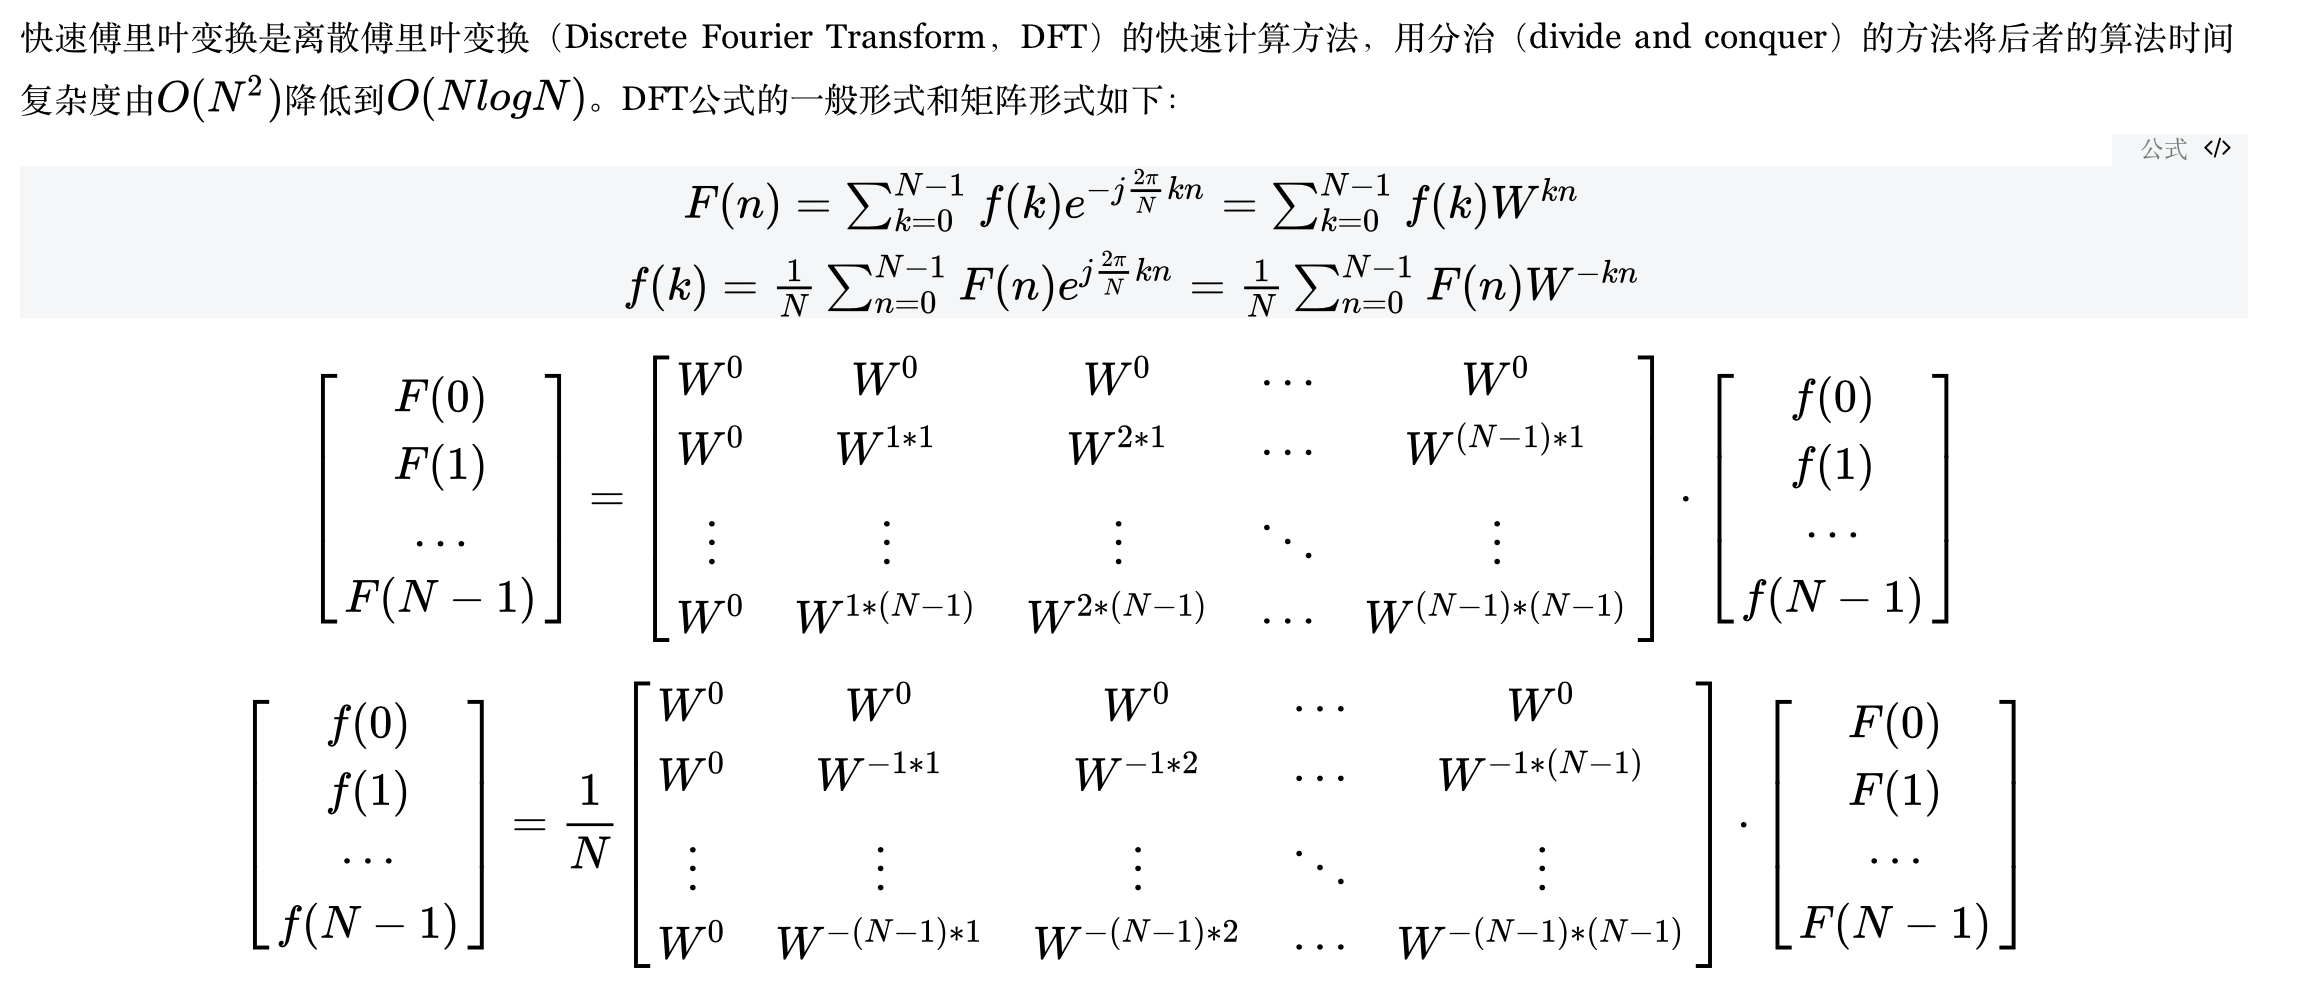 快速傅里叶变换是离散傅里叶变换（Discrete Fourier Transform，DFT）的快速计算方法，用分治（divide and conquer）的方法将后者的算法时间
复杂度由$O(N^2)$降低到$O(NlogN)$。DFT公式的一般形式和矩阵形式如下：
公式 </>
$F(n) = \sum_{k=0}^{N-1} f(k)e^{-j\frac{2\pi}{N}kn} = \sum_{k=0}^{N-1} f(k)W^{kn}$
$f(k) = \frac{1}{N} \sum_{n=0}^{N-1} F(n)e^{j\frac{2\pi}{N}kn} = \frac{1}{N} \sum_{n=0}^{N-1} F(n)W^{-kn}$
$\begin{bmatrix} F(0) \\ F(1) \\ \cdots \\ F(N-1) \end{bmatrix} = \begin{bmatrix} W^0 & W^0 & W^0 & \cdots & W^0 \\ W^0 & W^{1*1} & W^{2*1} & \cdots & W^{(N-1)*1} \\ \vdots & \vdots & \vdots & \ddots & \vdots \\ W^0 & W^{1*(N-1)} & W^{2*(N-1)} & \cdots & W^{(N-1)*(N-1)} \end{bmatrix} \cdot \begin{bmatrix} f(0) \\ f(1) \\ \cdots \\ f(N-1) \end{bmatrix}$
$\begin{bmatrix} f(0) \\ f(1) \\ \cdots \\ f(N-1) \end{bmatrix} = \frac{1}{N} \begin{bmatrix} W^0 & W^0 & W^0 & \cdots & W^0 \\ W^0 & W^{-1*1} & W^{-1*2} & \cdots & W^{-1*(N-1)} \\ \vdots & \vdots & \vdots & \ddots & \vdots \\ W^0 & W^{-(N-1)*1} & W^{-(N-1)*2} & \cdots & W^{-(N-1)*(N-1)} \end{bmatrix} \cdot \begin{bmatrix} F(0) \\ F(1) \\ \cdots \\ F(N-1) \end{bmatrix}$